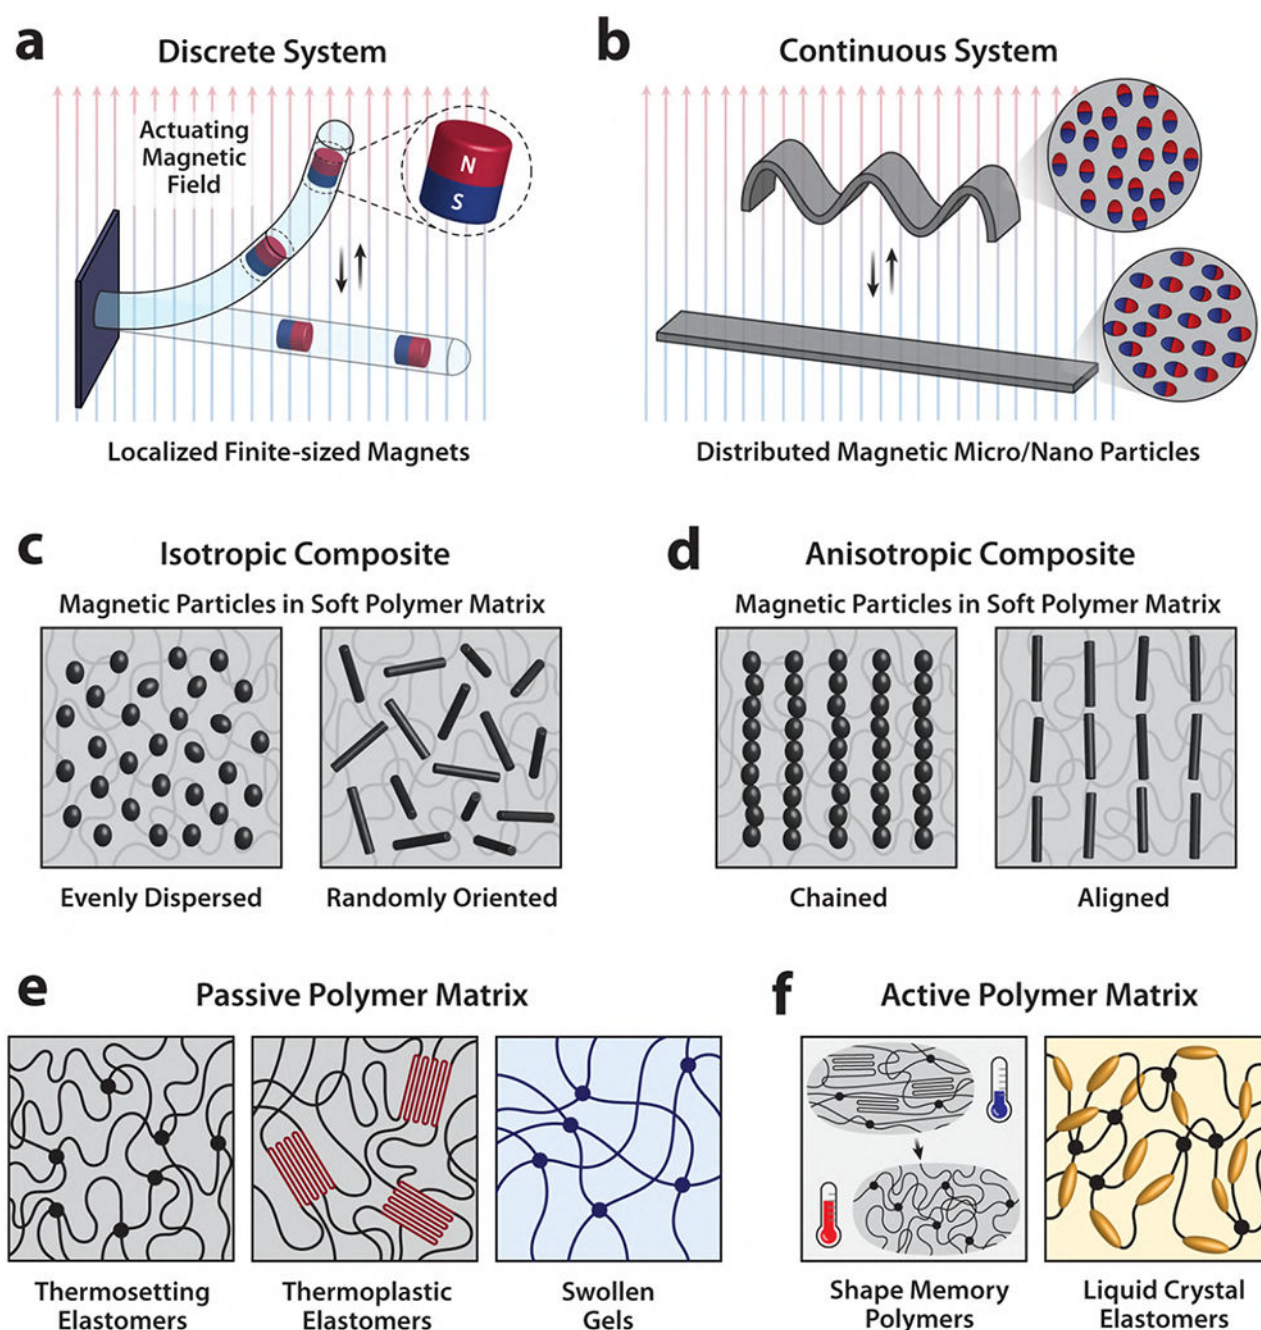 a
Discrete System
Actuating
Magnetic
Field
N
S
Localized Finite-sized Magnets
b
Continuous System
Distributed Magnetic Micro/Nano Particles
c
Isotropic Composite
Magnetic Particles in Soft Polymer Matrix
Evenly Dispersed
Randomly Oriented
d
Anisotropic Composite
Magnetic Particles in Soft Polymer Matrix
Chained
Aligned
e
Passive Polymer Matrix
Thermosetting
Elastomers
Thermoplastic
Elastomers
Swollen
Gels
f
Active Polymer Matrix
Shape Memory
Polymers
Liquid Crystal
Elastomers